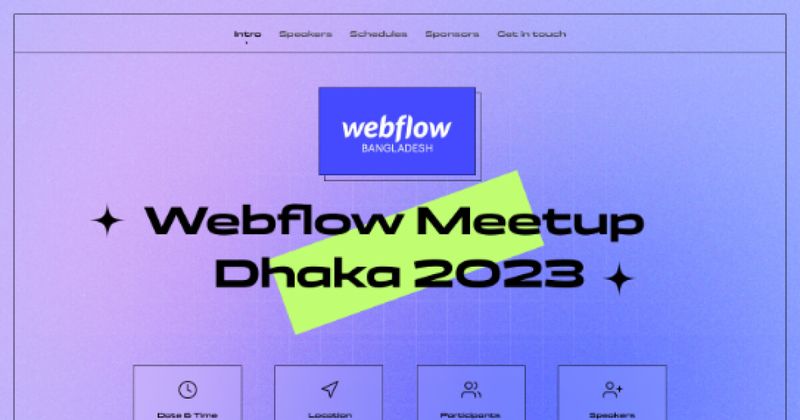 Intro Speakers Schedules Sponsors Get in touch
webflow
BANGLADESH
Webflow Meetup
Dhaka 2023
Date & Time Location Participants Speakers